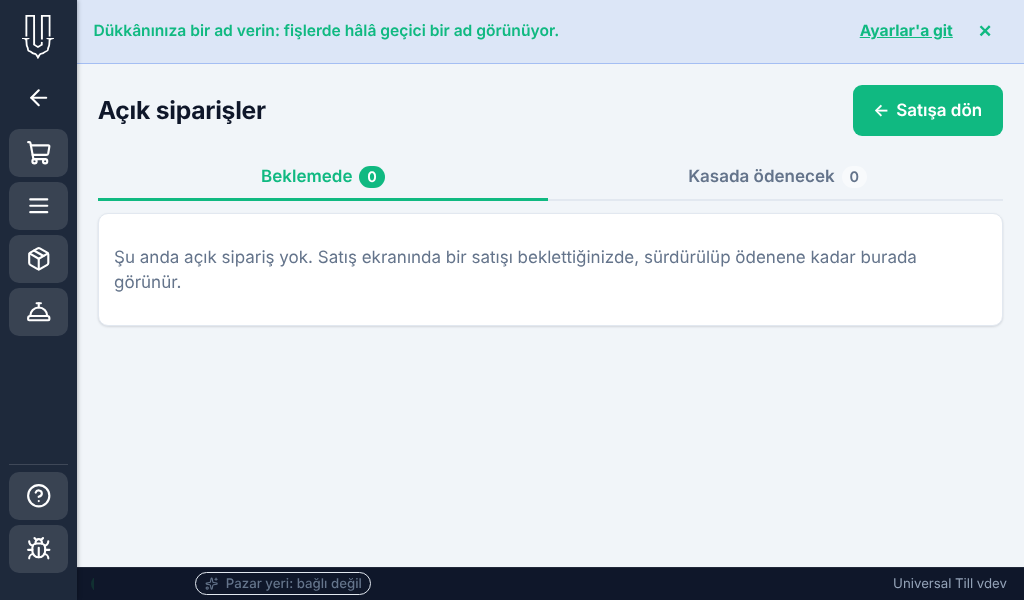 Dükkânınıza bir ad verin: fişlerde hâlâ geçici bir ad görünüyor.
Ayarlar'a git ✕
Açık siparişler
← Satışa dön
Beklemede 0
Kasada ödenecek 0
Şu anda açık sipariş yok. Satış ekranında bir satışı beklettiğinizde, sürdürülüp ödenene kadar burada
görünür.
Pazar yeri: bağlı değil
Universal Till vdev